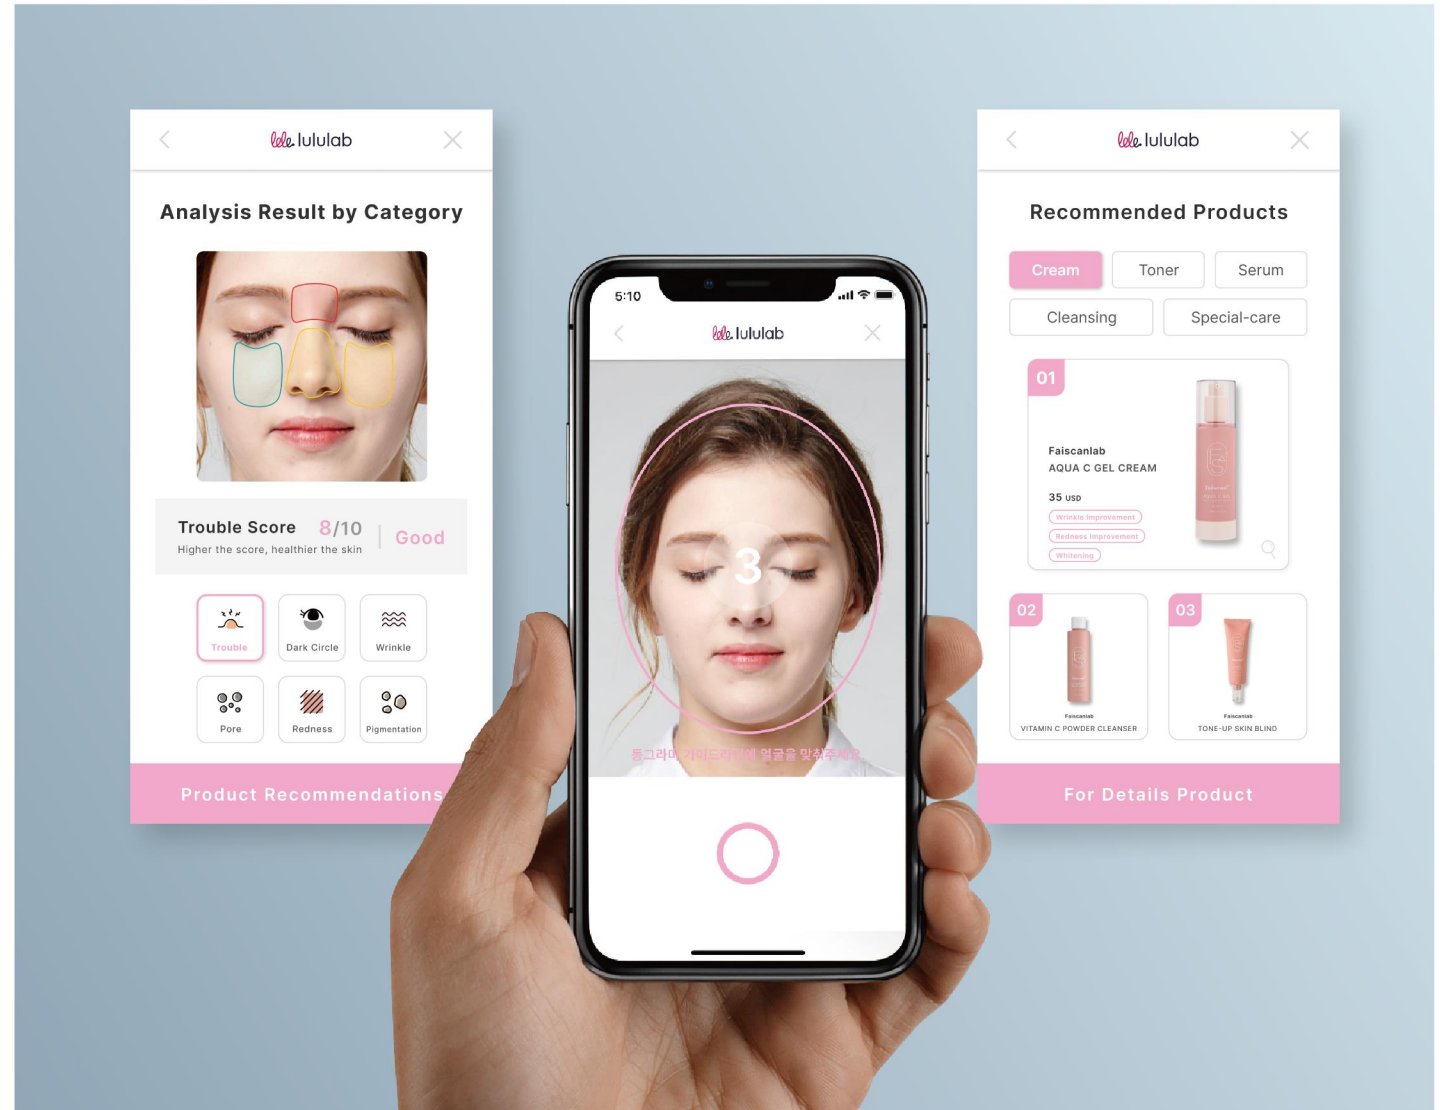 lululab
Analysis Result by Category
Trouble Score 8/10
Higher the score, healthier the skin
Good
Trouble
Dark Circle
Wrinkle
Pore
Redness
Pigmentation
Product Recommendations
5:10
lululab
3
동그라미 가이드라인에 얼굴을 맞춰주세요.
lululab
Recommended Products
Cream
Toner
Serum
Cleansing
Special-care
01
Faiscanlab
AQUA C GEL CREAM
35 USD
Wrinkle Improvement
Redness Improvement
Whitening
02
Faiscanlab
VITAMIN C POWDER CLEANSER
03
Faiscanlab
TONE-UP SKIN BLIND
For Details Product